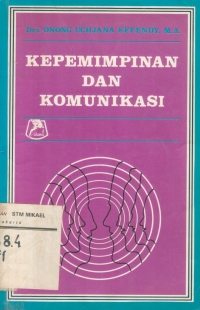 Drs. ONONG UCHJANA EFFENDY, M.A.
KEPEMIMPINAN
DAN
KOMUNIKASI
STM MIKAEL
8.4